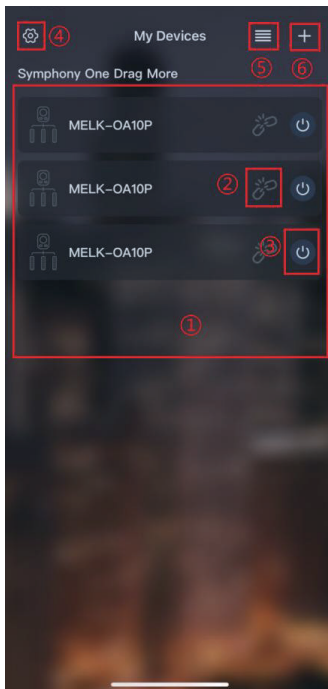 ④ My Devices
⑤ ⑥
Symphony One Drag More
MELK-OA10P
MELK-OA10P ②
MELK-OA10P ③
①